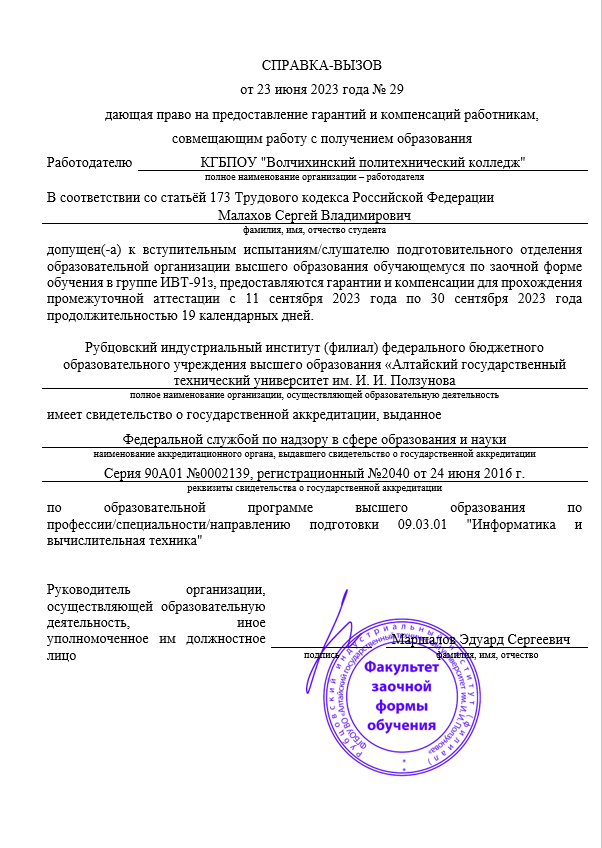 СПРАВКА-ВЫЗОВ
от 23 июня 2023 года № 29
дающая право на предоставление гарантий и компенсаций работникам,
совмещающим работу с получением образования
Работодателю КГБПОУ "Волчихинский политехнический колледж"
полное наименование организации – работодателя
В соответствии со статьёй 173 Трудового кодекса Российской Федерации
Малахов Сергей Владимирович
фамилия, имя, отчество студента
допущен(-а) к вступительным испытаниям/слушателю подготовительного отделения
образовательной организации высшего образования обучающемуся по заочной форме
обучения в группе ИВТ-91з, предоставляются гарантии и компенсации для прохождения
промежуточной аттестации с 11 сентября 2023 года по 30 сентября 2023 года
продолжительностью 19 календарных дней.
Рубцовский индустриальный институт (филиал) федерального бюджетного
образовательного учреждения высшего образования «Алтайский государственный
технический университет им. И. И. Ползунова
полное наименование организации, осуществляющей образовательную деятельность
имеет свидетельство о государственной аккредитации, выданное
Федеральной службой по надзору в сфере образования и науки
наименование аккредитационного органа, выдавшего свидетельство о государственной аккредитации
Серия 90А01 №0002139, регистрационный №2040 от 24 июня 2016 г.
реквизиты свидетельства о государственной аккредитации
по образовательной программе высшего образования по
профессии/специальности/направлению подготовки 09.03.01 "Информатика и
вычислительная техника"
Руководитель организации,
осуществляющей образовательную
деятельность, иное
уполномоченное им должностное
лицо
Маршалов Эдуард Сергеевич
подпись фамилия, имя, отчество
Рубцовский индустриальный институт (филиал)
ФГБОУ ВО «Алтайский государственный технический университет им. И.И. Ползунова»
Факультет
заочной
формы
обучения